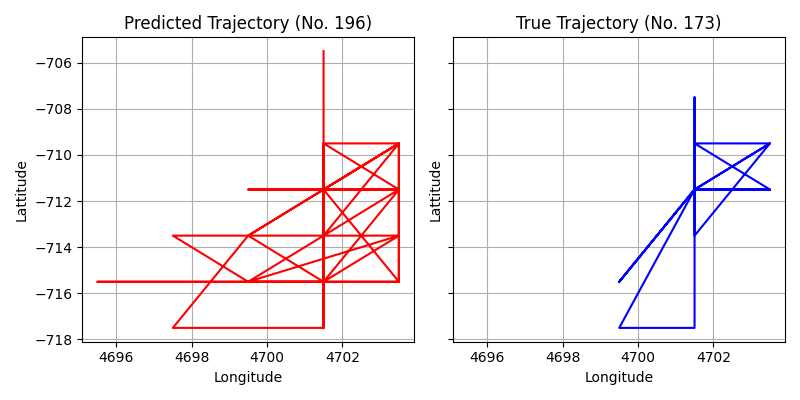 Predicted Trajectory (No. 196)
True Trajectory (No. 173)
−706
−708
−710
−712
−714
−716
−718
Lattitude
Lattitude
4696
4698
4700
4702
4696
4698
4700
4702
Longitude
Longitude